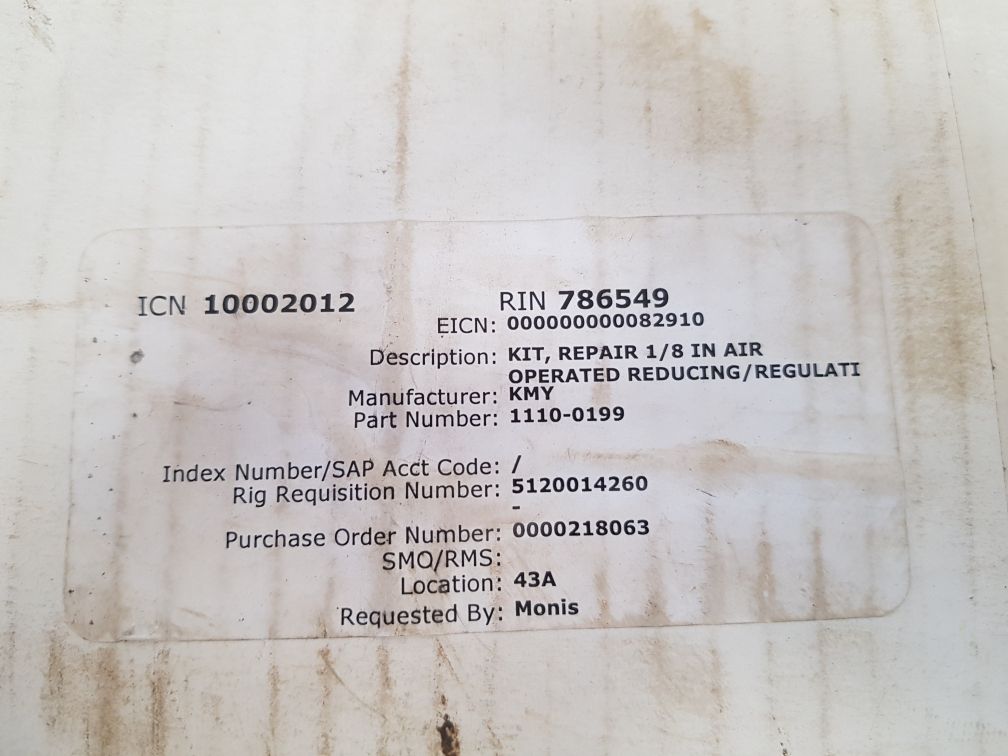 ICN 10002012 RIN 786549
EICN: 000000000082910
Description: KIT, REPAIR 1/8 IN AIR
OPERATED REDUCING/REGULATI
Manufacturer: KMY
Part Number: 1110-0199
Index Number/SAP Acct Code: /
Rig Requisition Number: 5120014260
-
Purchase Order Number: 0000218063
SMO/RMS:
Location: 43A
Requested By: Monis